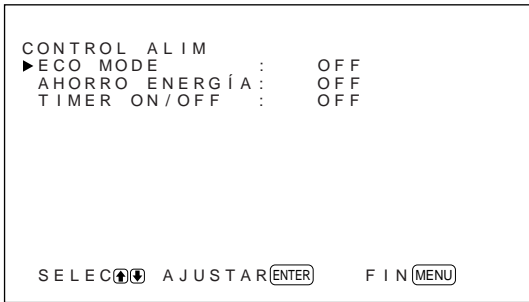 CONTROL ALIM
▶ECO MODE : OFF
AHORRO ENERGÍA: OFF
TIMER ON/OFF : OFF
SELEC⬆⬇ AJUSTAR ENTER FIN MENU